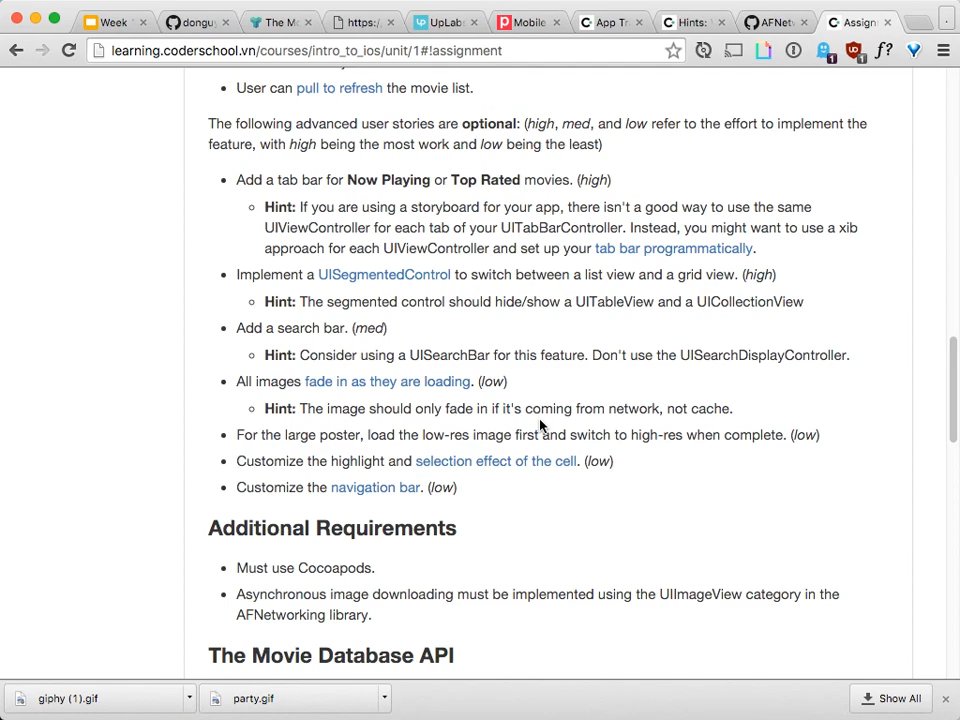 Week
dongu
The Mo
https:/
UpLabs
Mobile
App Tr
Hints:
AFNet
Assign
learning.coderschool.vn/courses/intro_to_ios/unit/1#!assignment
1
1
f?
• User can pull to refresh the movie list.
The following advanced user stories are optional: (high, med, and low refer to the effort to implement the
feature, with high being the most work and low being the least)
• Add a tab bar for Now Playing or Top Rated movies. (high)
Hint: If you are using a storyboard for your app, there isn't a good way to use the same
UIViewController for each tab of your UITabBarController. Instead, you might want to use a xib
approach for each UIViewController and set up your tab bar programmatically.
• Implement a UISegmentedControl to switch between a list view and a grid view. (high)
Hint: The segmented control should hide/show a UITableView and a UICollectionView
• Add a search bar. (med)
Hint: Consider using a UISearchBar for this feature. Don't use the UISearchDisplayController.
• All images fade in as they are loading. (low)
Hint: The image should only fade in if it's coming from network, not cache.
• For the large poster, load the low-res image first and switch to high-res when complete. (low)
• Customize the highlight and selection effect of the cell. (low)
• Customize the navigation bar. (low)
Additional Requirements
• Must use Cocoapods.
• Asynchronous image downloading must be implemented using the UIImageView category in the
AFNetworking library.
The Movie Database API
giphy (1).gif
party.gif
Show All